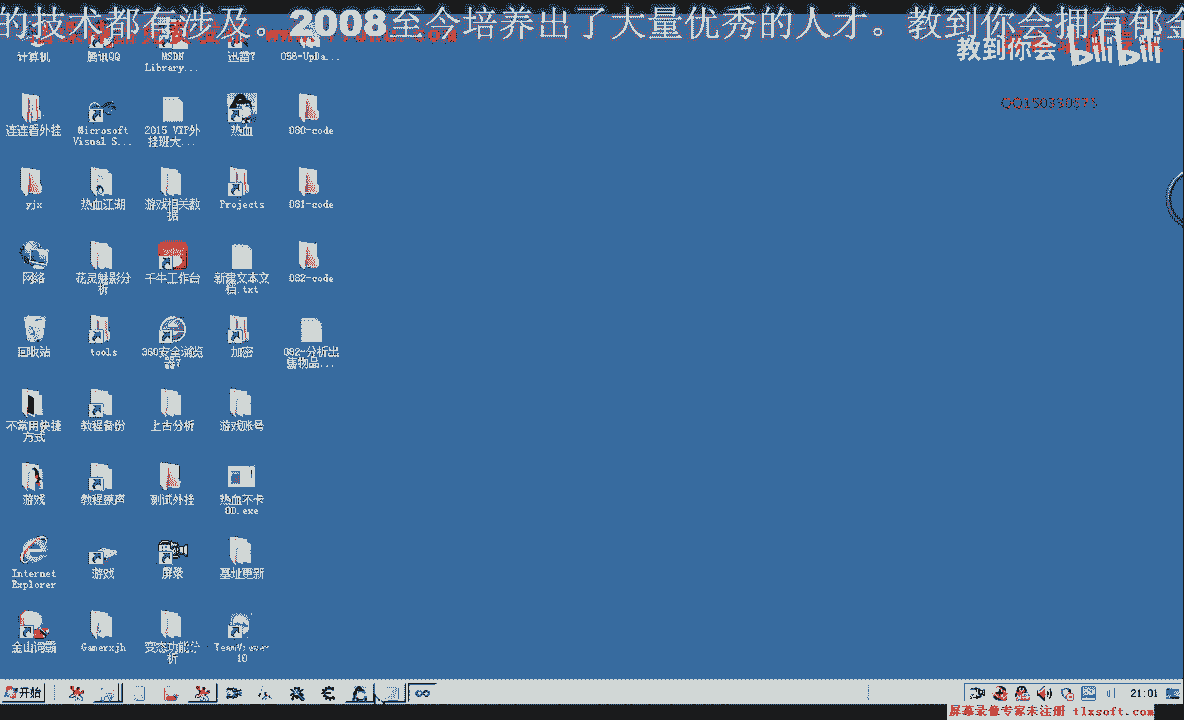 的技术都有涉及。2008至今培养出了大量优秀的人才。教到你会拥有郁金
教到你会 bilibili
计算机
腾讯QQ
MSDN
Library...
迅雷7
058-UpDa...
连连看外挂
Microsoft
Visual S...
2015 VIP外
挂班大...
热血
080-code
yjx
热血江湖
游戏相关数
据
Projects
081-code
网络
花灵魅影分
析
千牛工作台
新建文本文
档.txt
082-code
回收站
tools
360安全浏览
器7
加密
082-分析出
售物品...
不常用快捷
方式
教程备份
上古分析
游戏账号
游戏
教程原声
测试外挂
热血不卡
OD.exe
Internet
Explorer
游戏
屏录
基址更新
金山词霸
Gamerxjh
变态功能分
析
TeamViewer
10
开始
21:01
屏幕录像专家未注册 tlxsoft.com